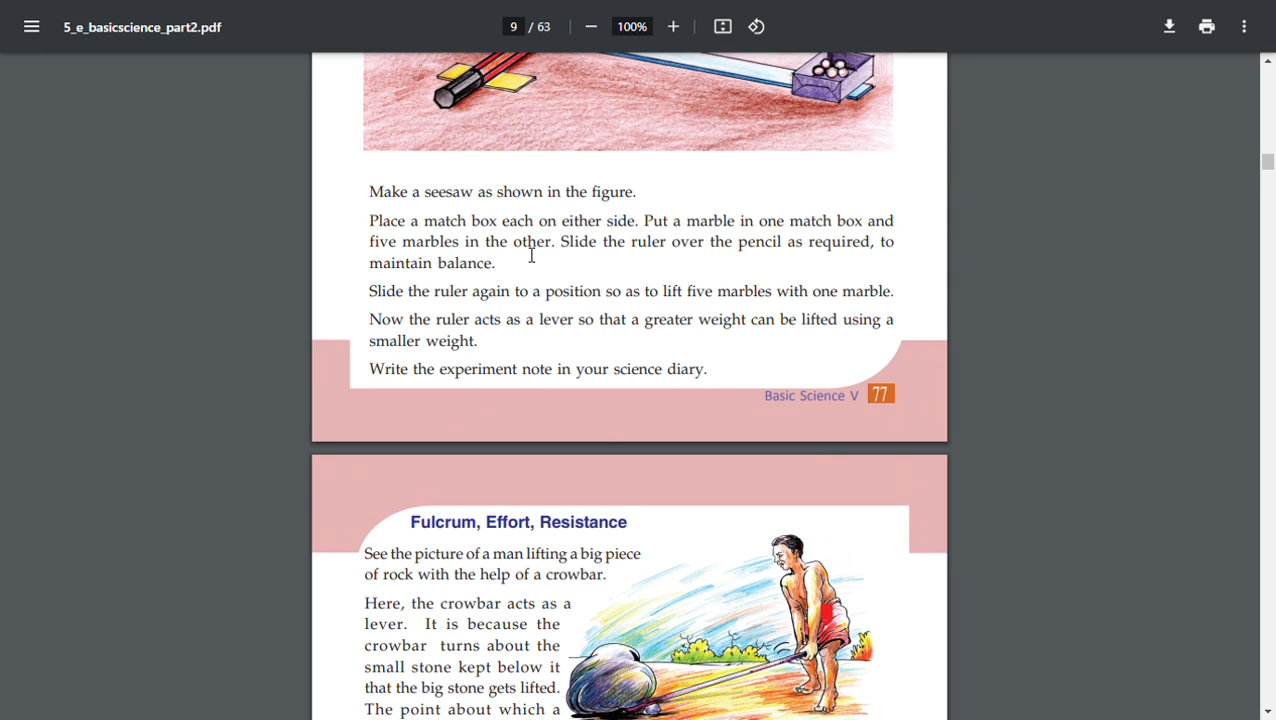 5_e_basicscience_part2.pdf
9 / 63
100%
Make a seesaw as shown in the figure.
Place a match box each on either side. Put a marble in one match box and
five marbles in the other. Slide the ruler over the pencil as required, to
maintain balance.
Slide the ruler again to a position so as to lift five marbles with one marble.
Now the ruler acts as a lever so that a greater weight can be lifted using a
smaller weight.
Write the experiment note in your science diary.
Basic Science V 77
Fulcrum, Effort, Resistance
See the picture of a man lifting a big piece
of rock with the help of a crowbar.
Here, the crowbar acts as a
lever. It is because the
crowbar turns about the
small stone kept below it
that the big stone gets lifted.
The point about which a